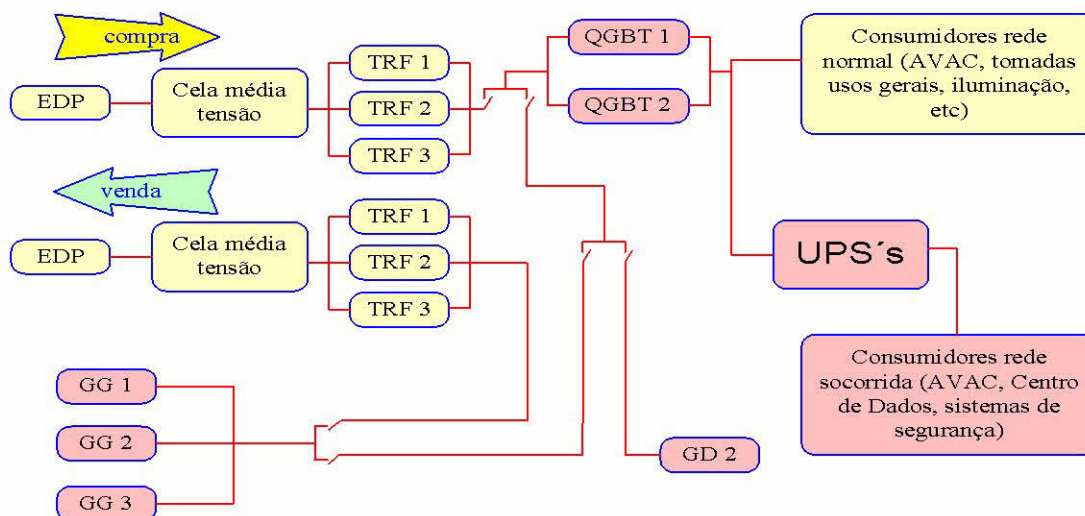 compra
EDP
Cela média
tensão
TRF 1
TRF 2
TRF 3
QGBT 1
QGBT 2
Consumidores rede
normal (AVAC, tomadas
usos gerais, iluminação,
etc)
venda
EDP
Cela média
tensão
TRF 1
TRF 2
TRF 3
UPS´s
Consumidores rede
socorrida (AVAC, Centro
de Dados, sistemas de
segurança)
GG 1
GG 2
GG 3
GD 2